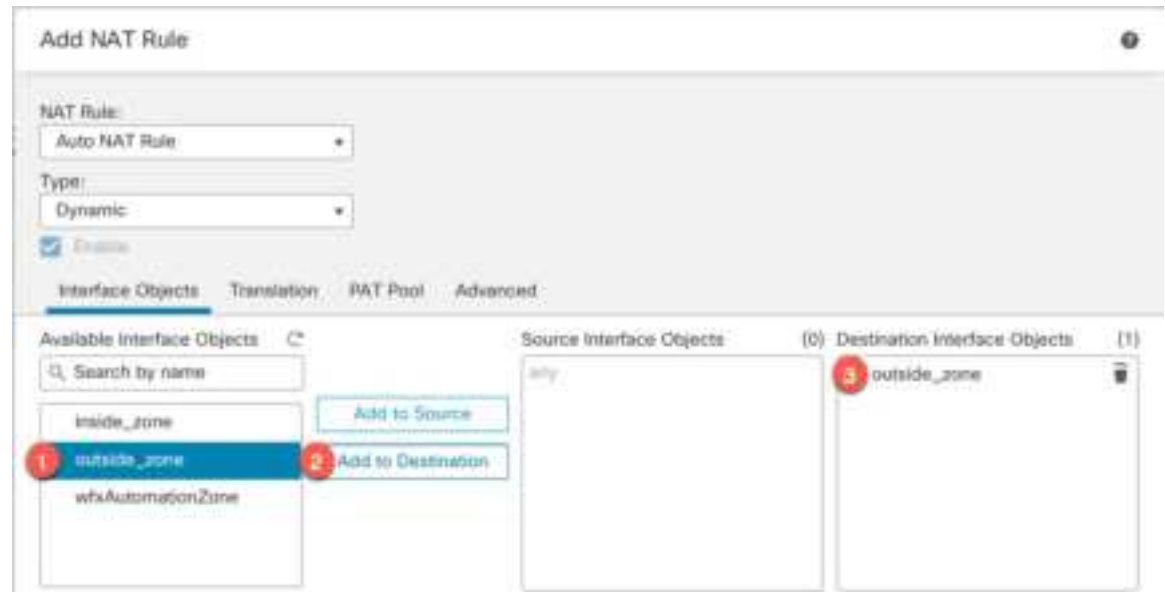 Add NAT Rule
NAT Rule:
Auto NAT Rule
Type:
Dynamic
Enable
Interface Objects Translation PAT Pool Advanced
Available Interface Objects
Search by name
inside_zone
1 outside_zone
wfxAutomationZone
Add to Source
2 Add to Destination
Source Interface Objects (0)
any
Destination Interface Objects (1)
3 outside_zone